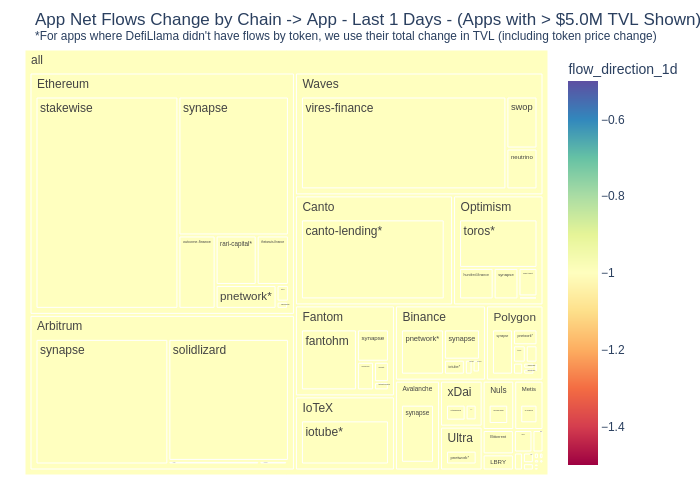 App Net Flows Change by Chain -> App - Last 1 Days - (Apps with > $5.0M TVL Shown)
*For apps where DefiLlama didn't have flows by token, we use their total change in TVL (including token price change)
all
flow_direction_1d
Ethereum
stakewise
synapse
rari-capital*
pnetwork*
Arbitrum
synapse
solidlizard
Waves
vires-finance
swop
neutrino
Canto
canto-lending*
Optimism
toros*
synapse
Fantom
fantohm
synapse
IoTeX
iotube*
Binance
pnetwork*
synapse
iotube*
Polygon
synapse
pnetwork*
Avalanche
synapse
xDai
Nuls
Metis
Ultra
pnetwork*
Bittorrent
LBRY
−0.6
−0.8
−1
−1.2
−1.4